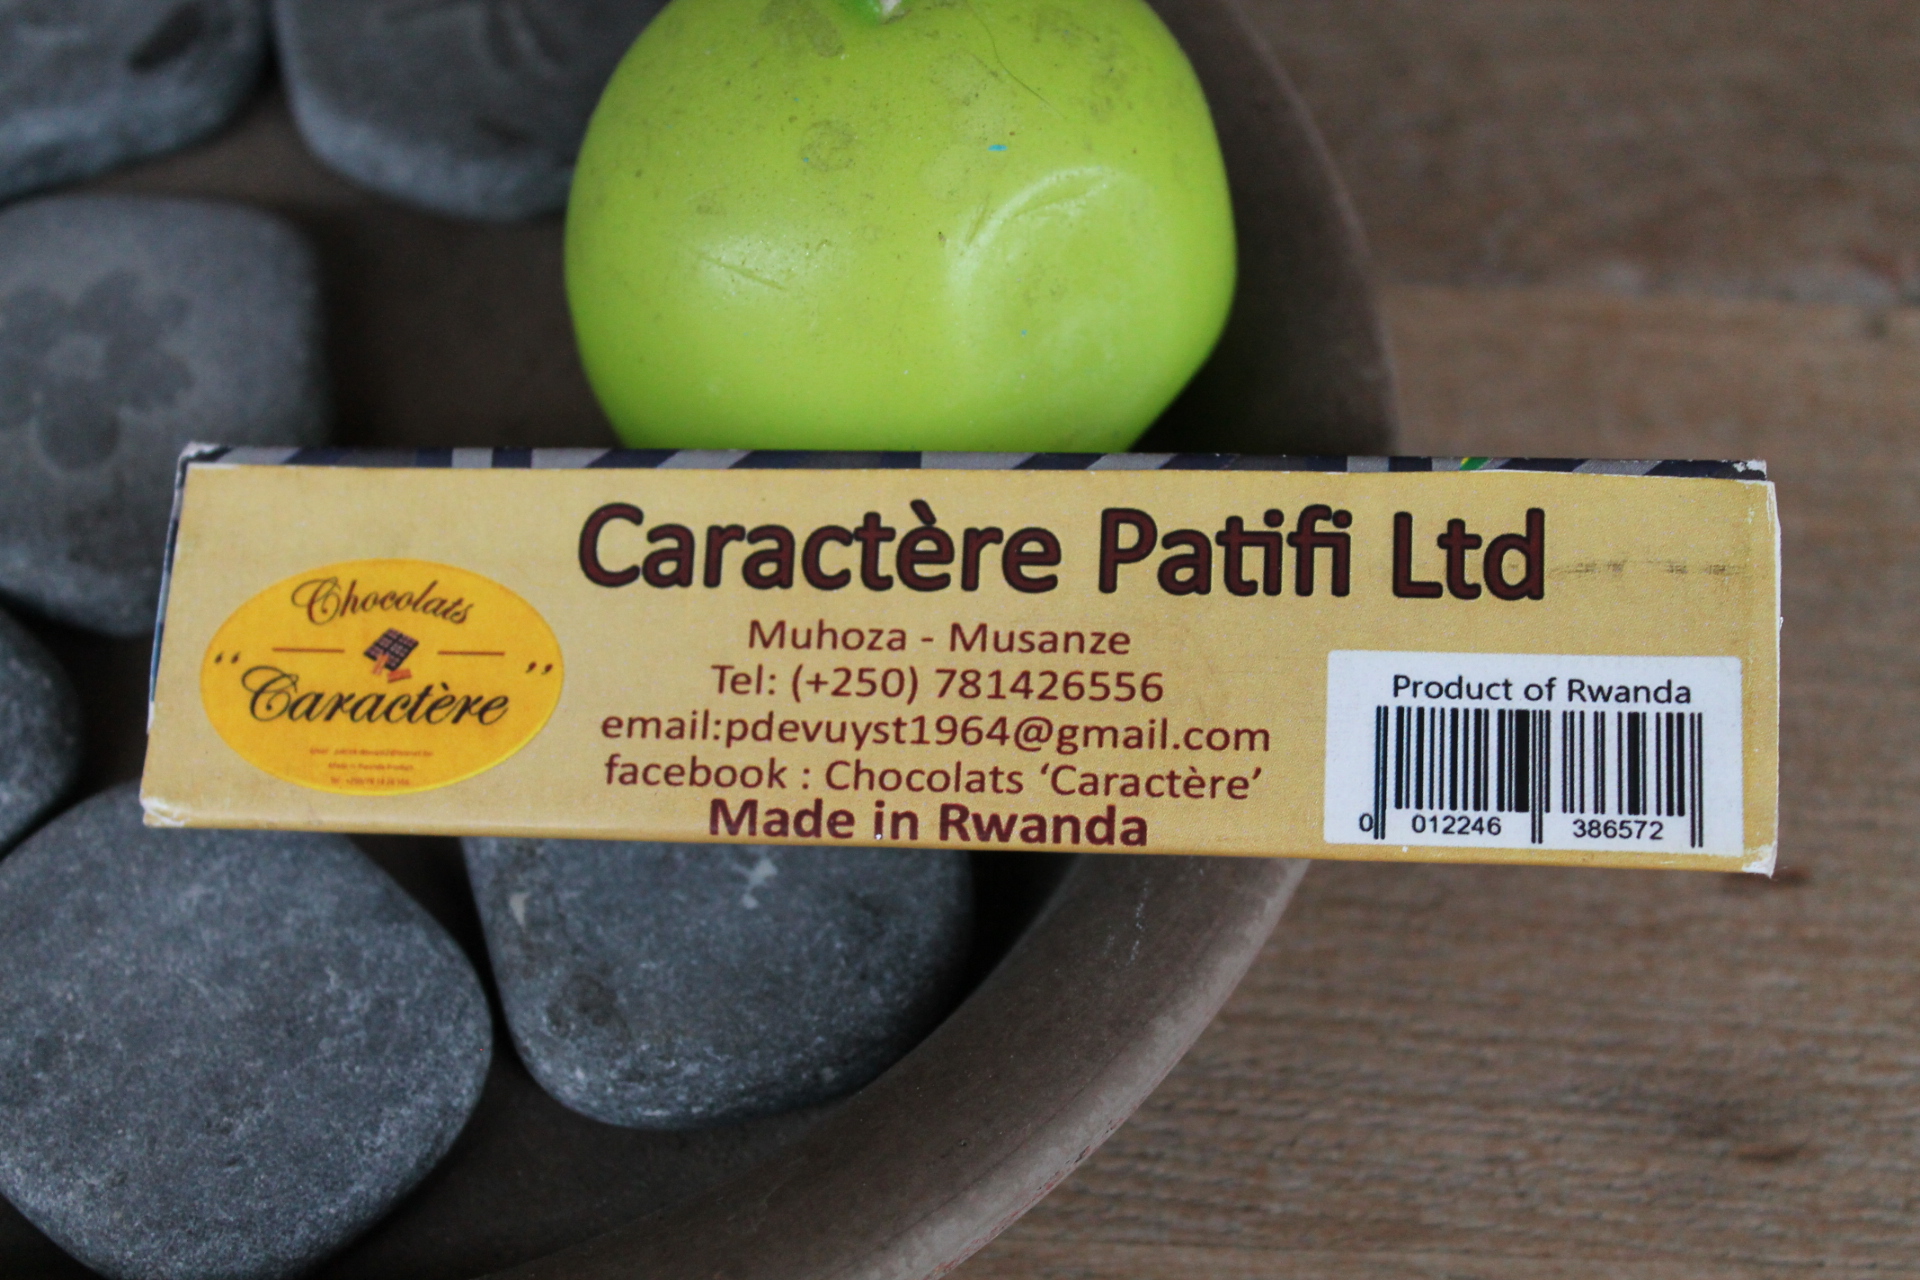 Chocolats
“ Caractère ”
Caractère Patifi Ltd
Muhoza - Musanze
Tel: (+250) 781426556
email:pdevuyst1964@gmail.com
facebook : Chocolats ‘Caractère’
Made in Rwanda
Product of Rwanda
0 012246 386572